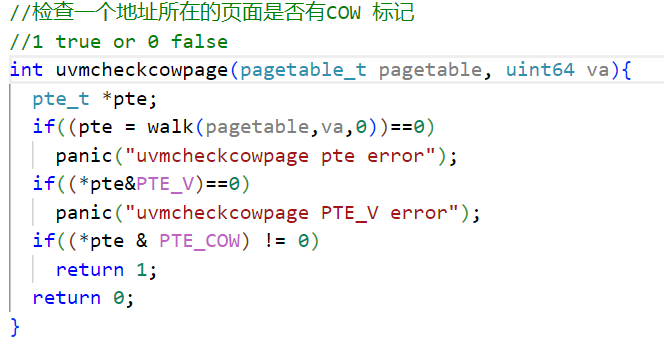 //检查一个地址所在的页面是否有COW 标记
//1 true or 0 false
int uvmcheckcowpage(pagetable_t pagetable, uint64 va){
  pte_t *pte;
  if((pte = walk(pagetable,va,0))==0)
    panic("uvmcheckcowpage pte error");
  if((*pte&PTE_V)==0)
    panic("uvmcheckcowpage PTE_V error");
  if((*pte & PTE_COW) != 0)
    return 1;
  return 0;
}